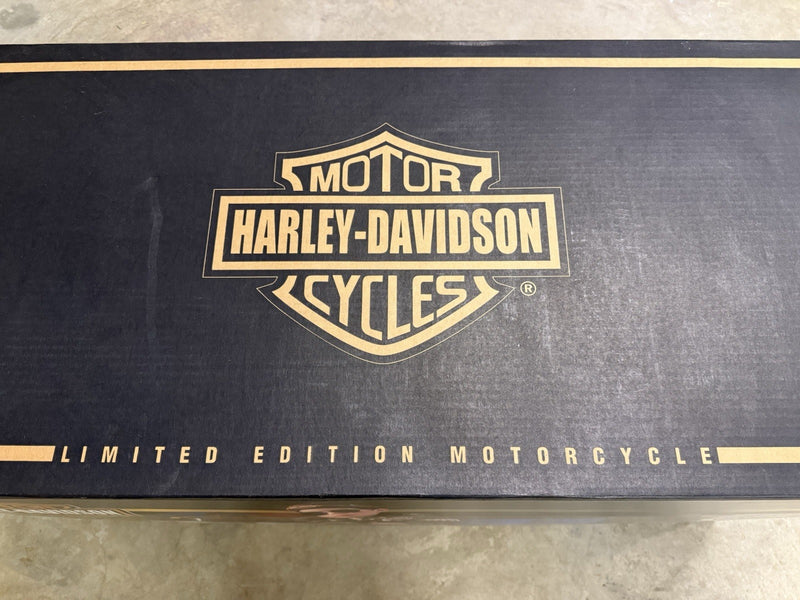 MOTOR
HARLEY-DAVIDSON
CYCLES
®
LIMITED EDITION MOTORCYCLE